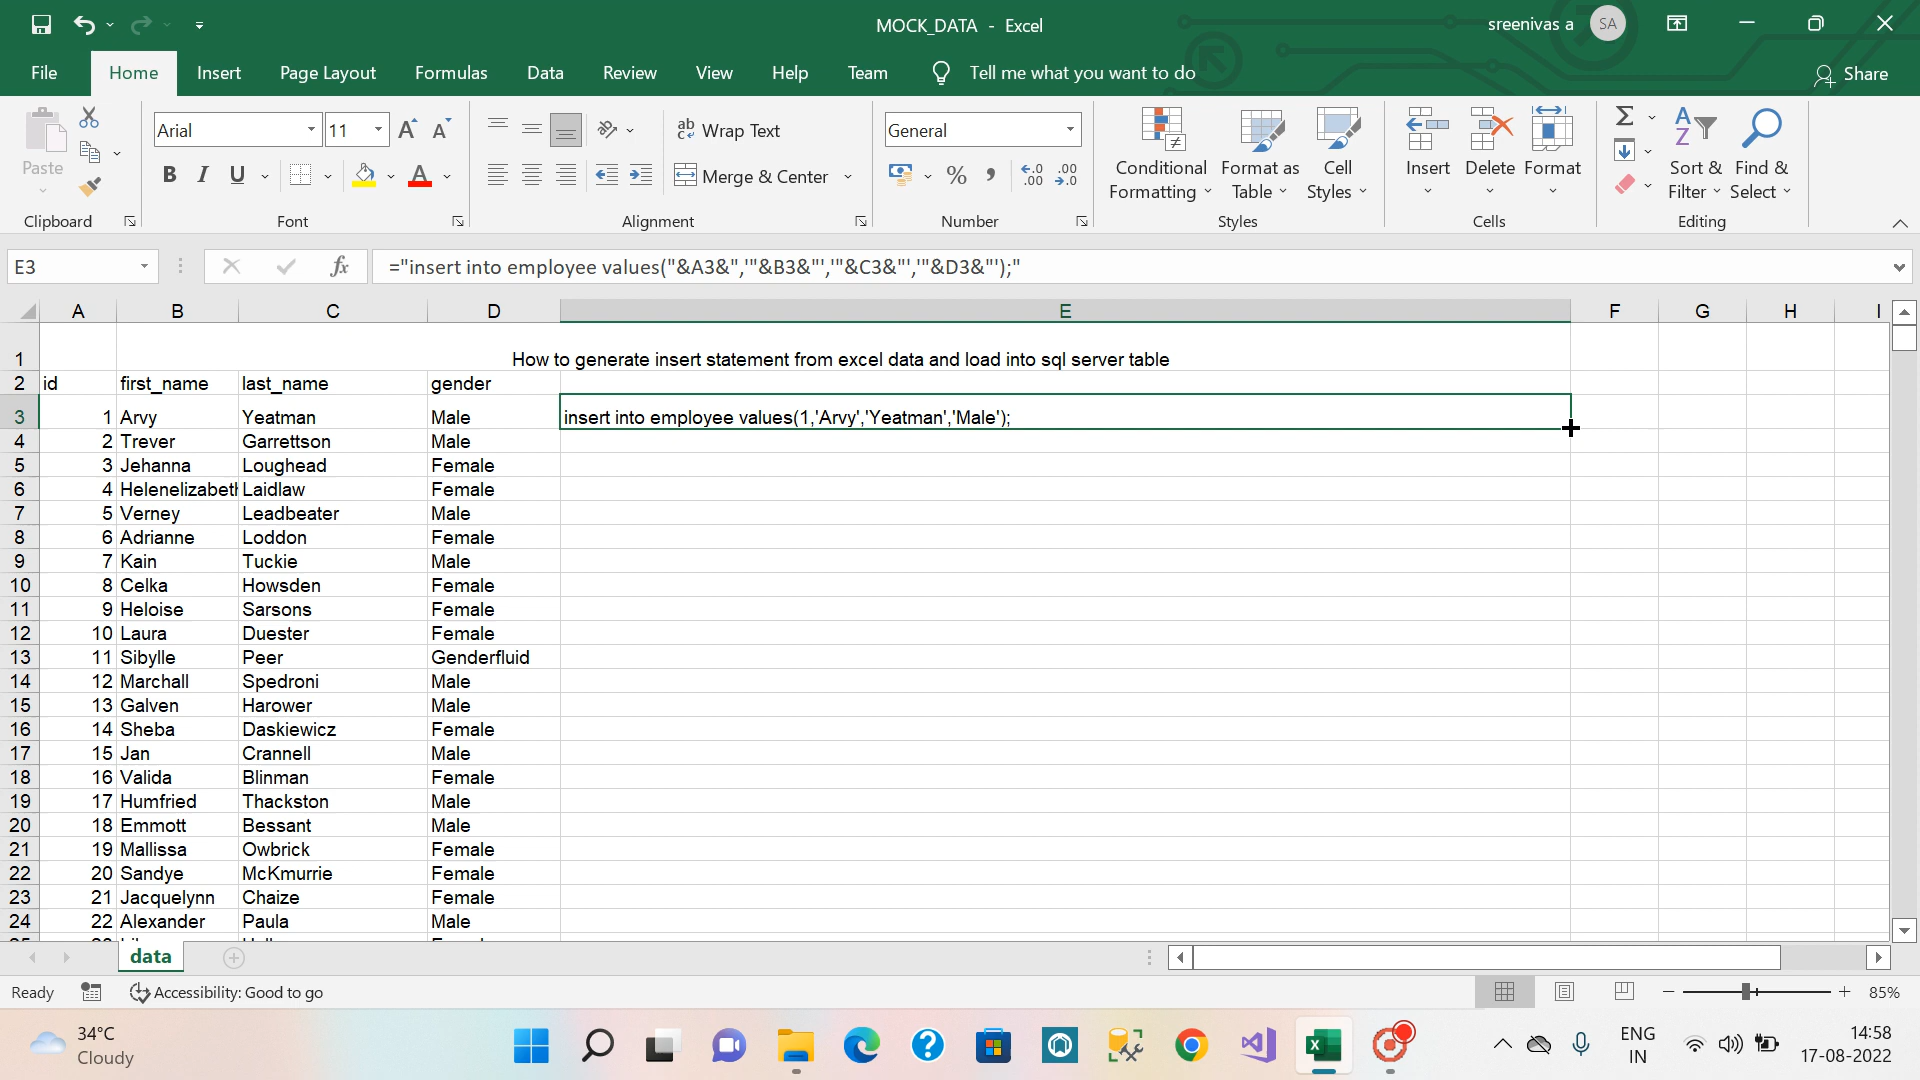 MOCK_DATA - Excel
sreenivas a SA
File Home Insert Page Layout Formulas Data Review View Help Team Tell me what you want to do Share
Arial 11
ab Wrap Text
General
Paste
B I U A
Merge & Center
% , .00 .00
Conditional Formatting
Format as Table
Cell Styles
Insert Delete Format
Sort & Filter
Find & Select
Clipboard Font Alignment Number Styles Cells Editing
E3 fx ="insert into employee values("&A3&",'"&B3&"','"&C3&"','"&D3&"');"
A B C D E F G H I
1 How to generate insert statement from excel data and load into sql server table
2 id first_name last_name gender
3 1 Arvy Yeatman Male insert into employee values(1,'Arvy','Yeatman','Male');
4 2 Trever Garrettson Male
5 3 Jehanna Loughead Female
6 4 Helenelizabeth Laidlaw Female
7 5 Verney Leadbeater Male
8 6 Adrianne Loddon Female
9 7 Kain Tuckie Male
10 8 Celka Howsden Female
11 9 Heloise Sarsons Female
12 10 Laura Duester Female
13 11 Sibylle Peer Genderfluid
14 12 Marchall Spedroni Male
15 13 Galven Harower Male
16 14 Sheba Daskiewicz Female
17 15 Jan Crannell Male
18 16 Valida Blinman Female
19 17 Humfried Thackston Male
20 18 Emmott Bessant Male
21 19 Mallissa Owbrick Female
22 20 Sandye McKmurrie Female
23 21 Jacquelynn Chaize Female
24 22 Alexander Paula Male
data
Ready Accessibility: Good to go 85%
34°C
Cloudy
ENG
IN
14:58
17-08-2022